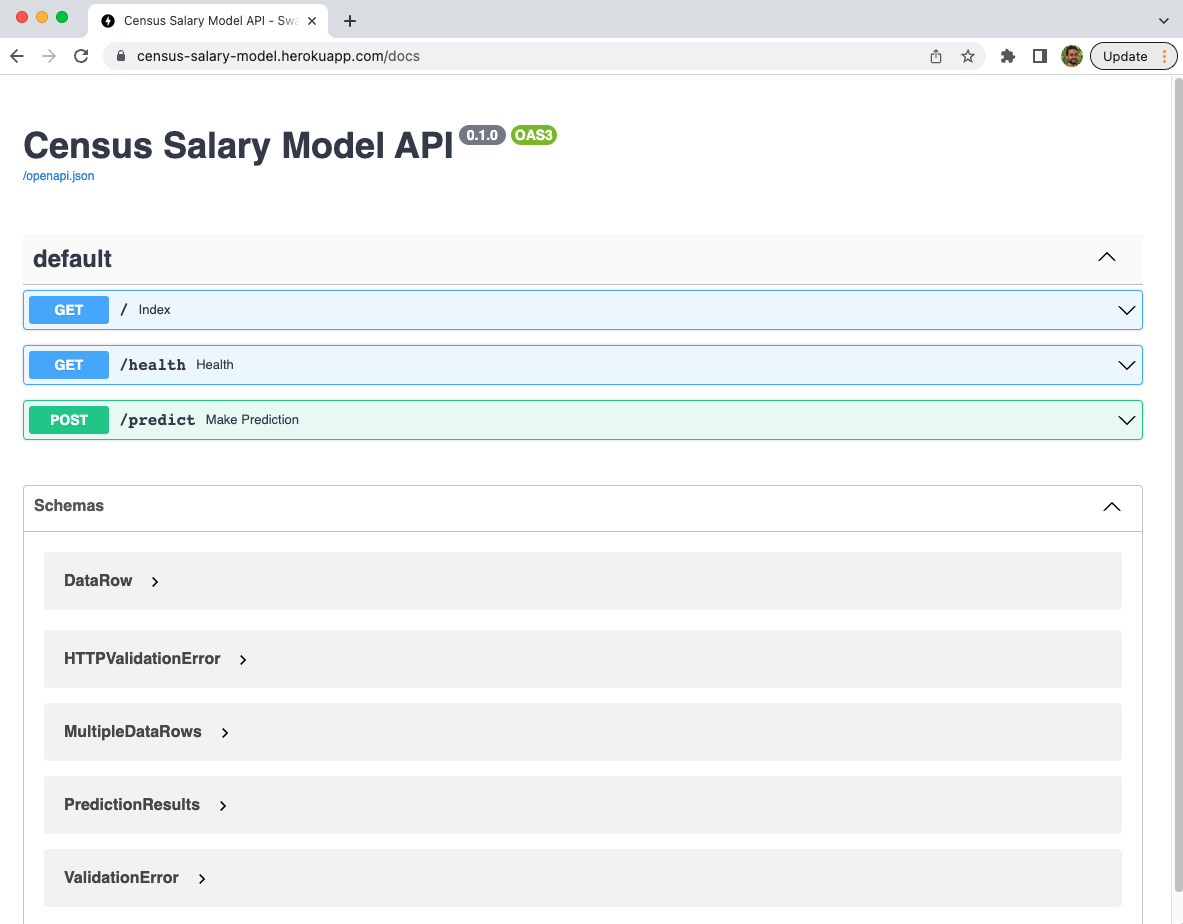 Census Salary Model API - Swa
census-salary-model.herokuapp.com/docs
Update
Census Salary Model API 0.1.0 OAS3
/openapi.json
default
GET / Index
GET /health Health
POST /predict Make Prediction
Schemas
DataRow
HTTPValidationError
MultipleDataRows
PredictionResults
ValidationError